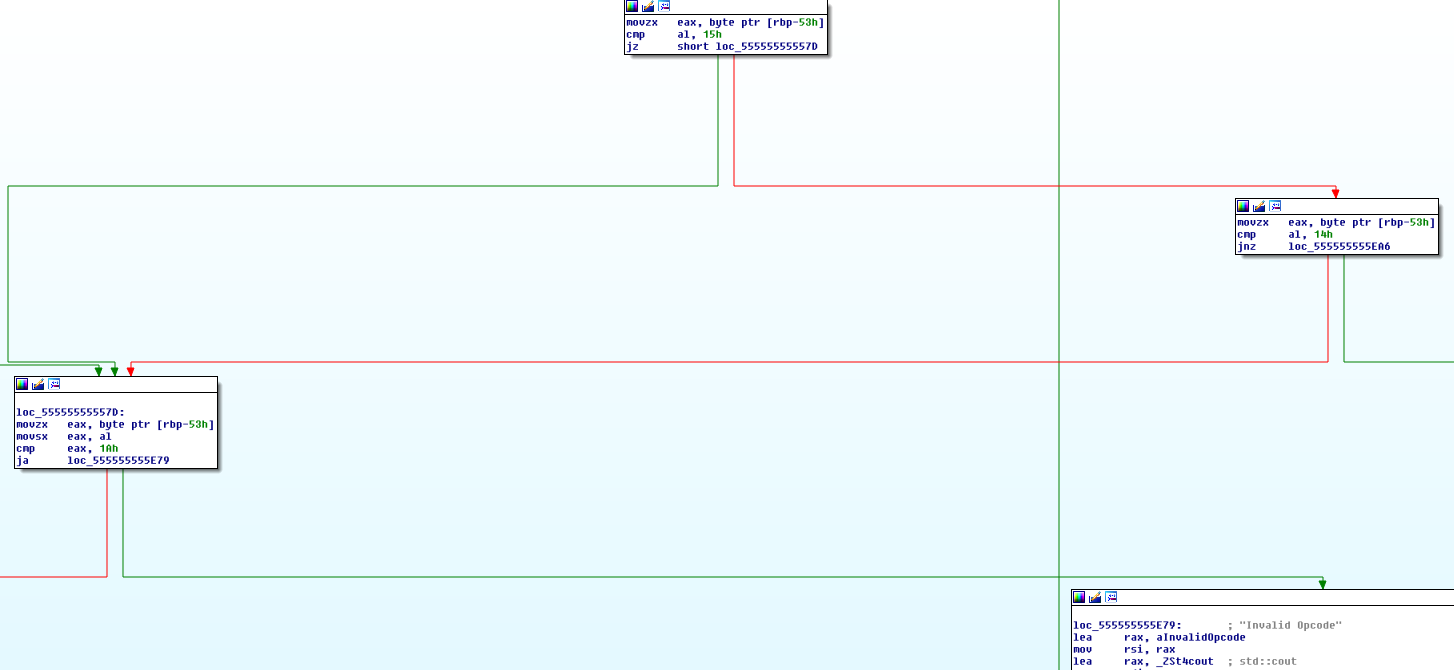 movzx eax, byte ptr [rbp-53h]
cmp al, 15h
jz short loc_55555555557D
movzx eax, byte ptr [rbp-53h]
cmp al, 14h
jnz loc_555555555EA6
loc_55555555557D:
movzx eax, byte ptr [rbp-53h]
movsx eax, al
cmp eax, 1Ah
ja loc_555555555E79
loc_555555555E79: ; "Invalid Opcode"
lea rax, aInvalidOpcode
mov rsi, rax
lea rax, _ZSt4cout ; std::cout